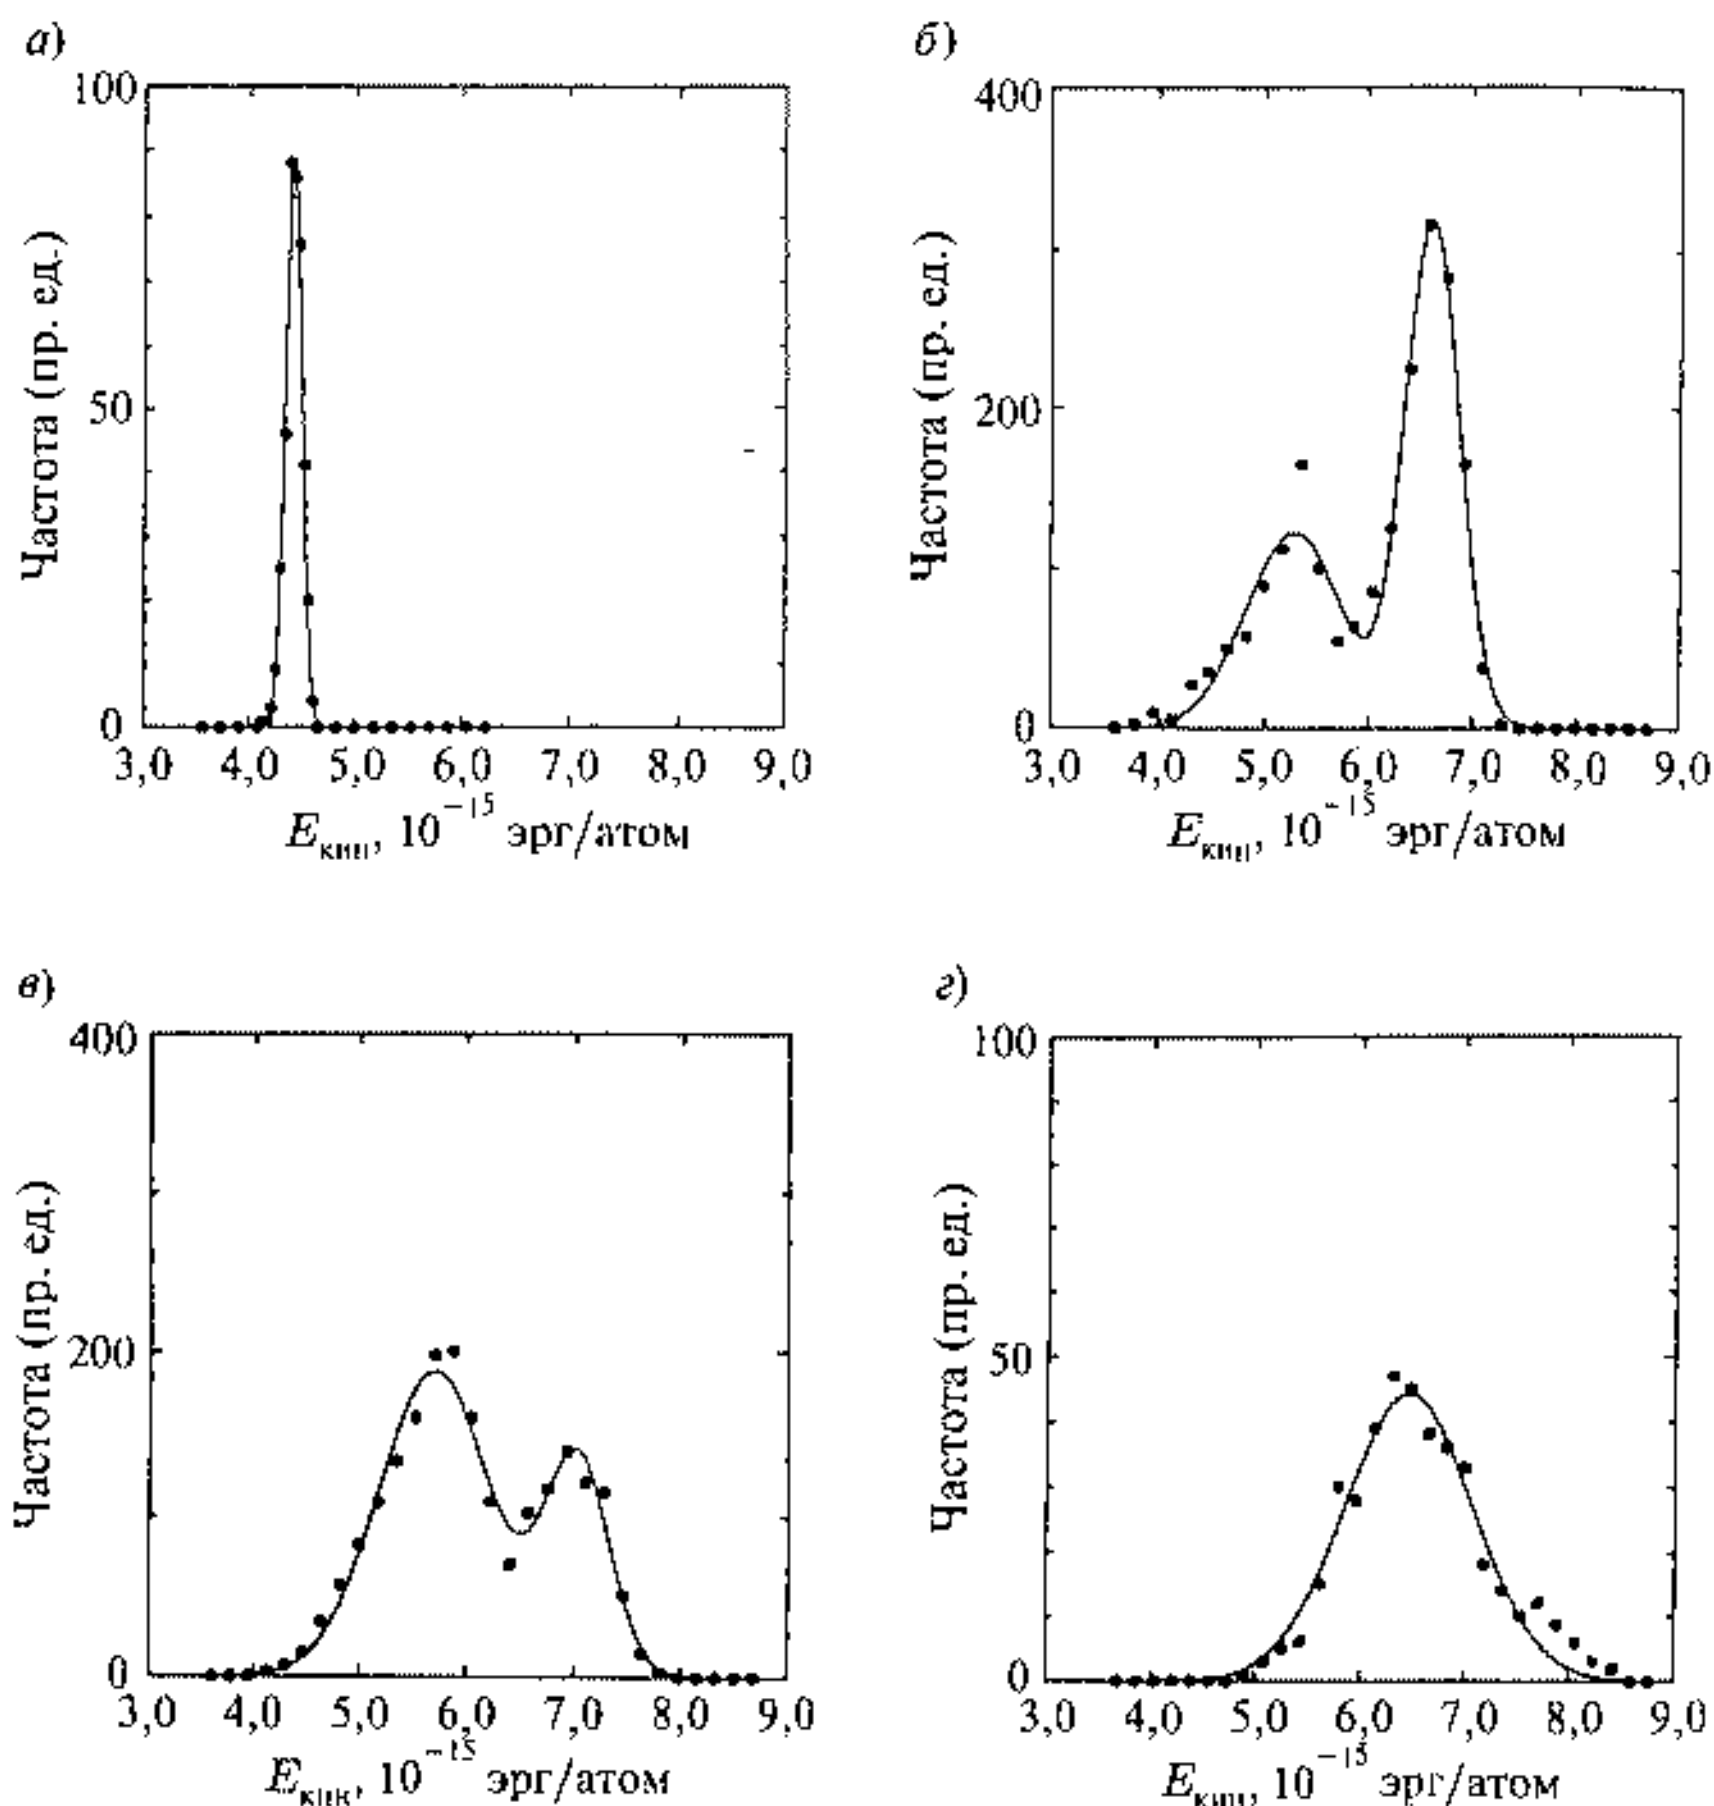 а)
100
50
0
Частота (пр. ед.)
3,0 4,0 5,0 6,0 7,0 8,0 9,0
Eкин, 10⁻¹⁵ эрг/атом
б)
400
200
0
Частота (пр. ед.)
3,0 4,0 5,0 6,0 7,0 8,0 9,0
Eкин, 10⁻¹⁵ эрг/атом
в)
400
200
0
Частота (пр. ед.)
3,0 4,0 5,0 6,0 7,0 8,0 9,0
Eкин, 10⁻¹⁵ эрг/атом
г)
100
50
0
Частота (пр. ед.)
3,0 4,0 5,0 6,0 7,0 8,0 9,0
Eкин, 10⁻¹⁵ эрг/атом